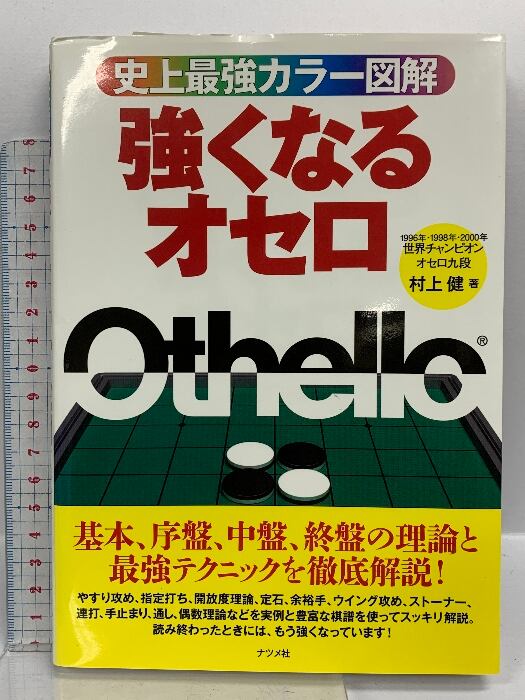 史上最強カラー図解
強くなる
オセロ
1996年・1998年・2000年
世界チャンピオン
オセロ九段
村上 健 著
Othello®
基本、序盤、中盤、終盤の理論と
最強テクニックを徹底解説！
やすり攻め、指定打ち、開放度理論、定石、余裕手、ウイング攻め、ストーナー、
連打、手止まり、通し、偶数理論などを実例と豊富な棋譜を使ってスッキリ解説。
読み終わったときには、もう強くなっています！
ナツメ社